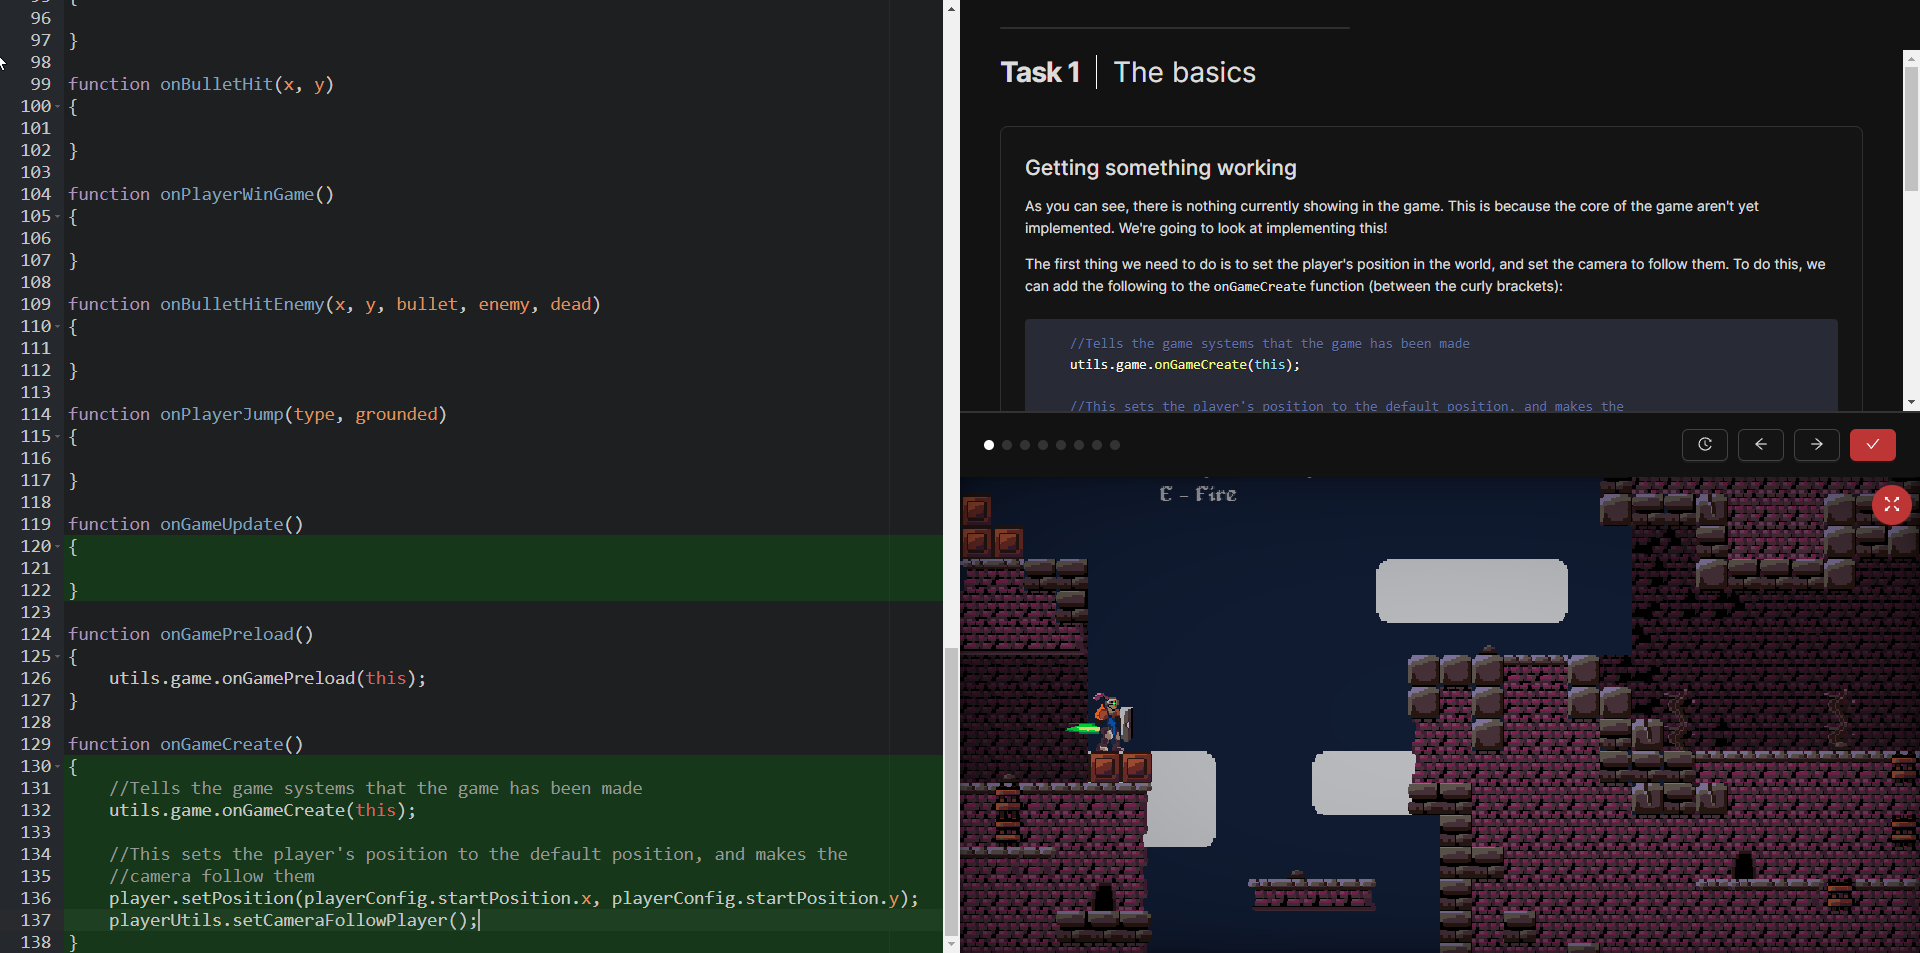 96
97 }
98
99 function onBulletHit(x, y)
100 {
101
102 }
103
104 function onPlayerWinGame()
105 {
106
107 }
108
109 function onBulletHitEnemy(x, y, bullet, enemy, dead)
110 {
111
112 }
113
114 function onPlayerJump(type, grounded)
115 {
116
117 }
118
119 function onGameUpdate()
120 {
121
122 }
123
124 function onGamePreload()
125 {
126 utils.game.onGamePreload(this);
127 }
128
129 function onGameCreate()
130 {
131 //Tells the game systems that the game has been made
132 utils.game.onGameCreate(this);
133
134 //This sets the player's position to the default position, and makes the
135 //camera follow them
136 player.setPosition(playerConfig.startPosition.x, playerConfig.startPosition.y);
137 playerUtils.setCameraFollowPlayer();
138 }
Task 1 | The basics
Getting something working
As you can see, there is nothing currently showing in the game. This is because the core of the game aren't yet
implemented. We're going to look at implementing this!
The first thing we need to do is to set the player's position in the world, and set the camera to follow them. To do this, we
can add the following to the onGameCreate function (between the curly brackets):
//Tells the game systems that the game has been made
utils.game.onGameCreate(this);
//This sets the player's position to the default position, and makes the
E - Fire